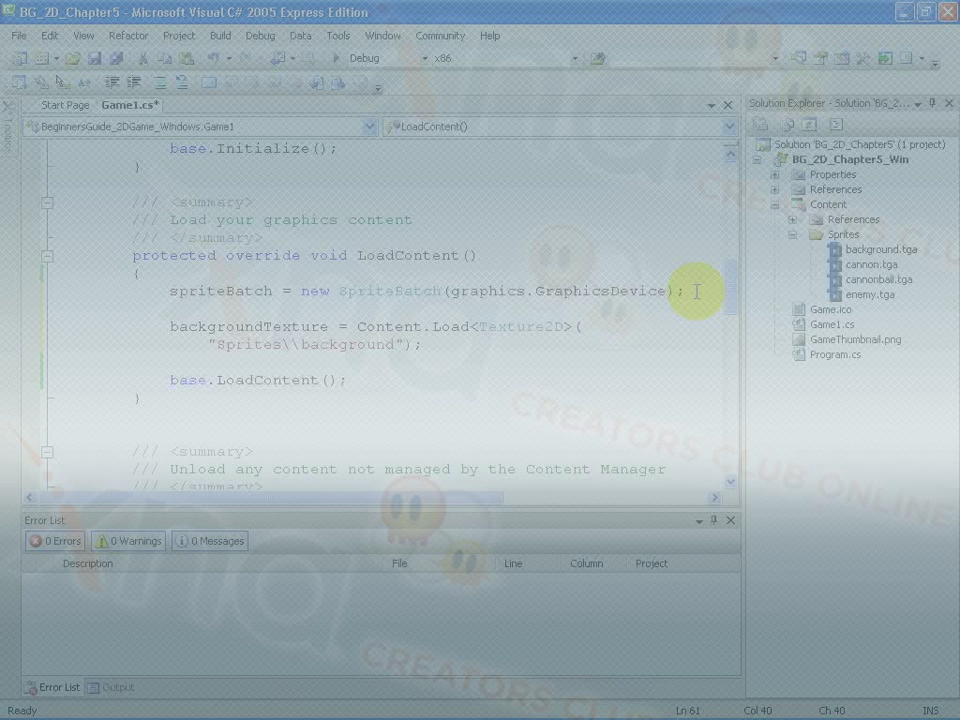 BG_2D_Chapter5 - Microsoft Visual C# 2005 Express Edition
File Edit View Refactor Project Build Debug Data Tools Window Community Help
Debug x86
Start Page Game1.cs*
BeginnersGuide_2DGame_Windows.Game1 LoadContent()
base.Initialize();
}
/// <summary>
/// Load your graphics content
/// </summary>
protected override void LoadContent()
{
spriteBatch = new SpriteBatch(graphics.GraphicsDevice);
backgroundTexture = Content.Load<Texture2D>(
"Sprites\\background");
base.LoadContent();
}
/// <summary>
/// Unload any content not managed by the Content Manager
/// </summary>
Solution Explorer - Solution 'BG_2...
Solution 'BG_2D_Chapter5' (1 project)
BG_2D_Chapter5_Win
Properties
References
Content
References
Sprites
background.tga
cannon.tga
cannonball.tga
enemy.tga
Game.ico
Game1.cs
GameThumbnail.png
Program.cs
Error List
0 Errors 0 Warnings 0 Messages
Description File Line Column Project
Error List Output
Ready Ln 61 Col 40 Ch 40 INS
CREATORS CLUB ONLINE
xna
CREATORS CLUB